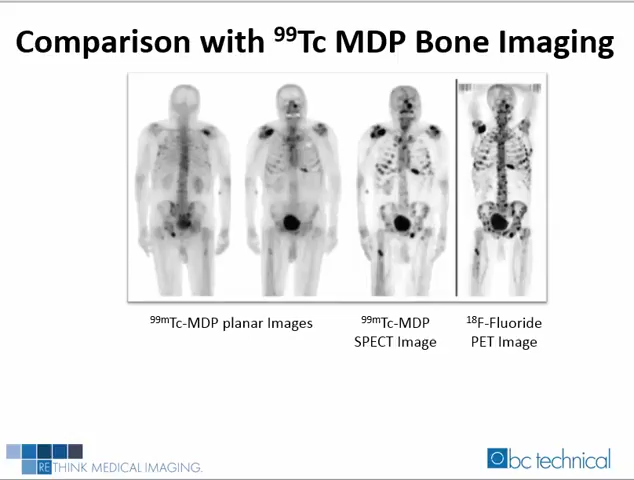 Comparison with ⁹⁹Tc MDP Bone Imaging
⁹⁹ᵐTc-MDP planar Images
⁹⁹ᵐTc-MDP
SPECT Image
¹⁸F-Fluoride
PET Image
RETHINK MEDICAL IMAGING.
bc technical